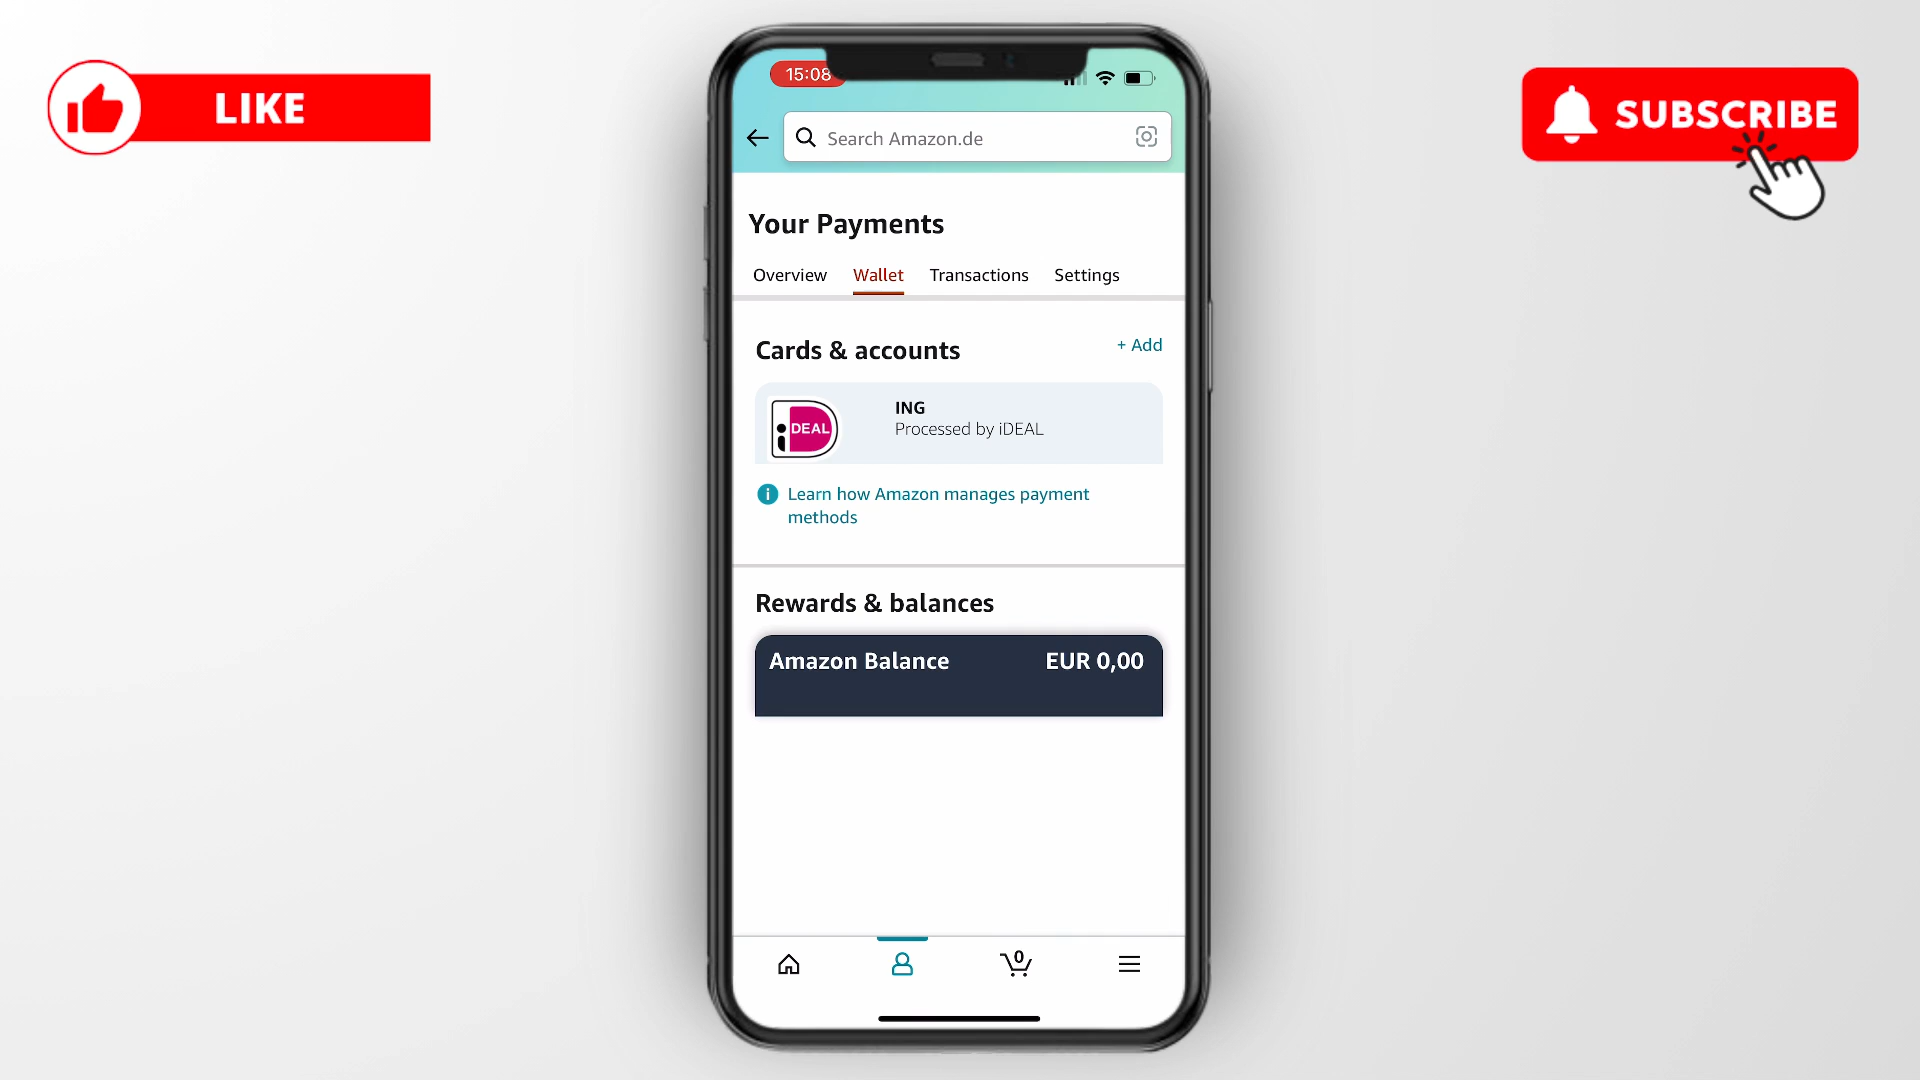 LIKE
SUBSCRIBE
15:08
Search Amazon.de
Your Payments
Overview Wallet Transactions Settings
Cards & accounts + Add
iDEAL
ING
Processed by iDEAL
Learn how Amazon manages payment
methods
Rewards & balances
Amazon Balance EUR 0,00
0